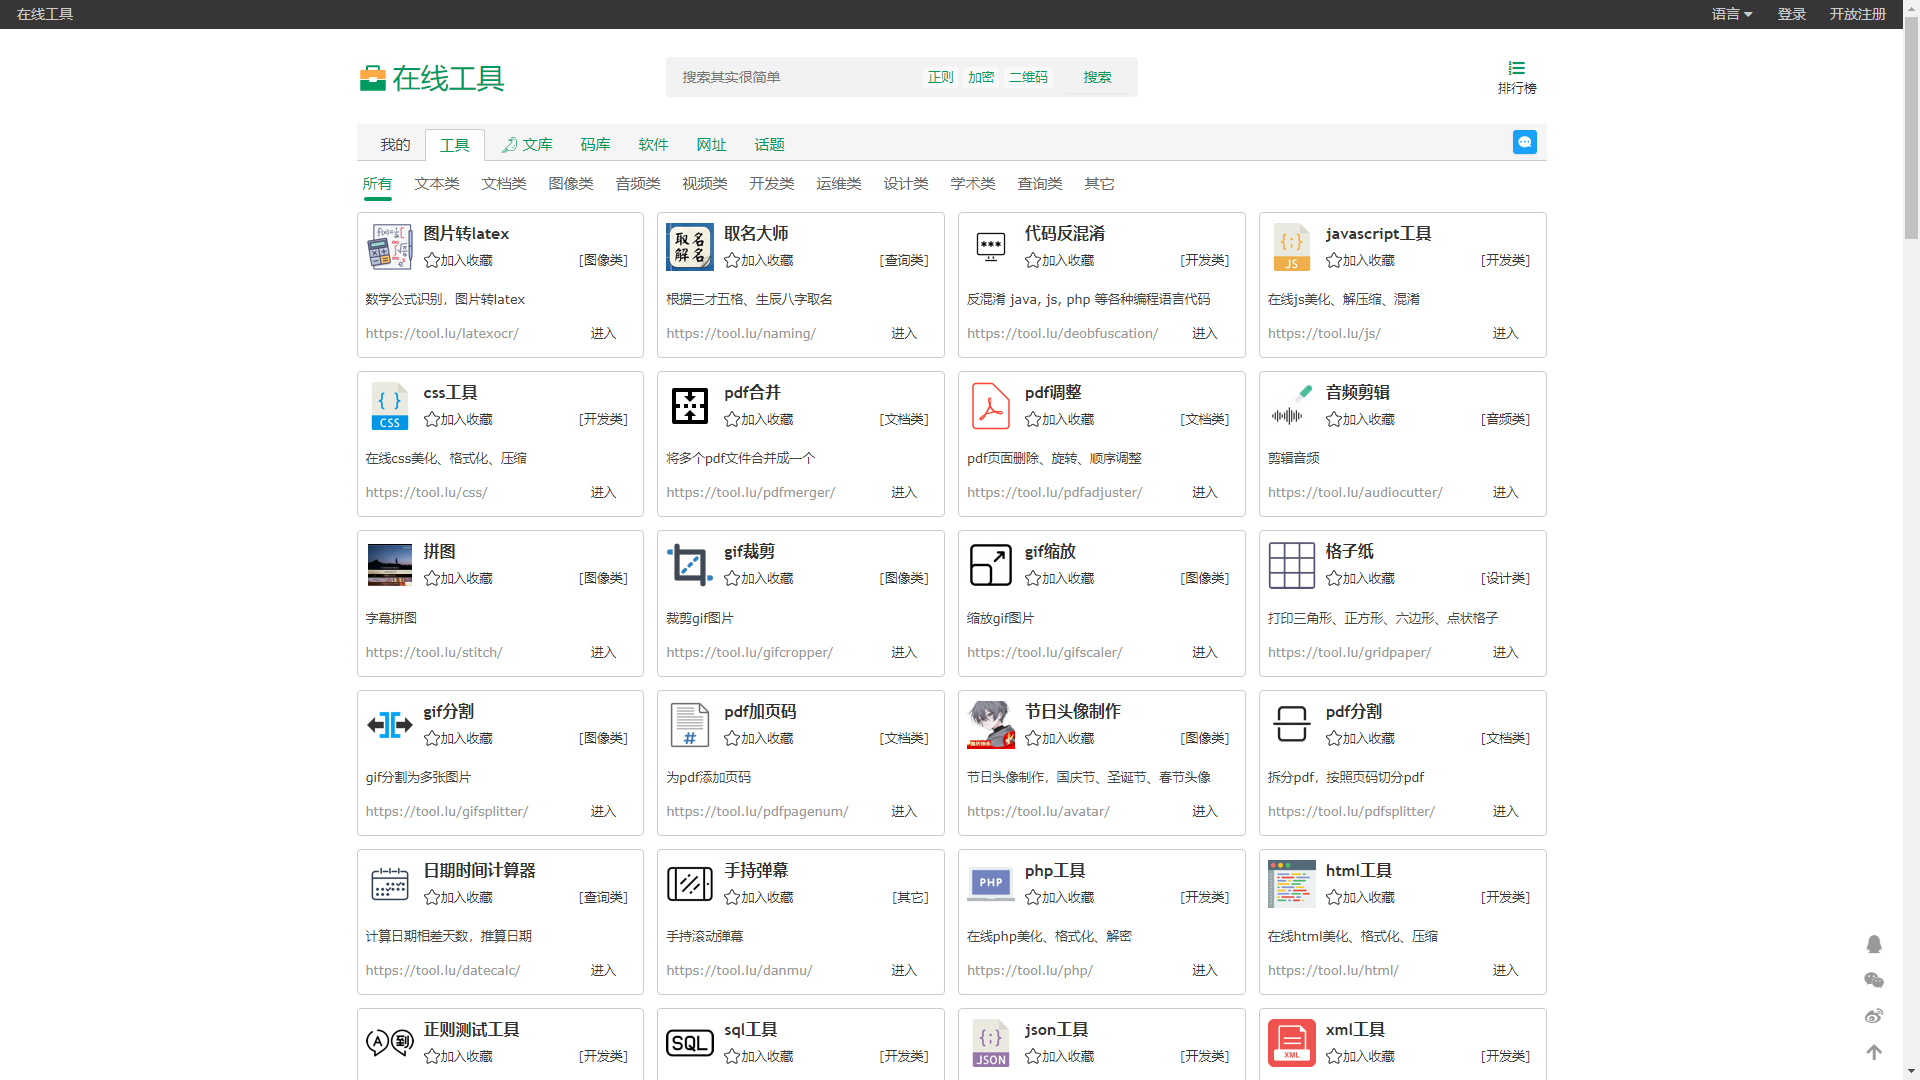 在线工具
语言 登录 开放注册
在线工具
搜索其实很简单 正则 加密 二维码 搜索
排行榜
我的 工具 文库 码库 软件 网址 话题
所有 文本类 文档类 图像类 音频类 视频类 开发类 运维类 设计类 学术类 查询类 其它
图片转latex
加入收藏 [图像类]
数学公式识别，图片转latex
https://tool.lu/latexocr/ 进入
取名大师
加入收藏 [查询类]
根据三才五格、生辰八字取名
https://tool.lu/naming/ 进入
代码反混淆
加入收藏 [开发类]
反混淆 java, js, php 等各种编程语言代码
https://tool.lu/deobfuscation/ 进入
javascript工具
加入收藏 [开发类]
在线js美化、解压缩、混淆
https://tool.lu/js/ 进入
css工具
加入收藏 [开发类]
在线css美化、格式化、压缩
https://tool.lu/css/ 进入
pdf合并
加入收藏 [文档类]
将多个pdf文件合并成一个
https://tool.lu/pdfmerger/ 进入
pdf调整
加入收藏 [文档类]
pdf页面删除、旋转、顺序调整
https://tool.lu/pdfadjuster/ 进入
音频剪辑
加入收藏 [音频类]
剪辑音频
https://tool.lu/audiocutter/ 进入
拼图
加入收藏 [图像类]
字幕拼图
https://tool.lu/stitch/ 进入
gif裁剪
加入收藏 [图像类]
裁剪gif图片
https://tool.lu/gifcropper/ 进入
gif缩放
加入收藏 [图像类]
缩放gif图片
https://tool.lu/gifscaler/ 进入
格子纸
加入收藏 [设计类]
打印三角形、正方形、六边形、点状格子
https://tool.lu/gridpaper/ 进入
gif分割
加入收藏 [图像类]
gif分割为多张图片
https://tool.lu/gifsplitter/ 进入
pdf加页码
加入收藏 [文档类]
为pdf添加页码
https://tool.lu/pdfpagenum/ 进入
节日头像制作
加入收藏 [图像类]
节日头像制作，国庆节、圣诞节、春节头像
https://tool.lu/avatar/ 进入
pdf分割
加入收藏 [文档类]
拆分pdf，按照页码切分pdf
https://tool.lu/pdfsplitter/ 进入
日期时间计算器
加入收藏 [查询类]
计算日期相差天数，推算日期
https://tool.lu/datecalc/ 进入
手持弹幕
加入收藏 [其它]
手持滚动弹幕
https://tool.lu/danmu/ 进入
PHP
php工具
加入收藏 [开发类]
在线php美化、格式化、解密
https://tool.lu/php/ 进入
html工具
加入收藏 [开发类]
在线html美化、格式化、压缩
https://tool.lu/html/ 进入
正则测试工具
加入收藏 [开发类]
SQL
sql工具
加入收藏 [开发类]
JSON
json工具
加入收藏 [开发类]
XML
xml工具
加入收藏 [开发类]